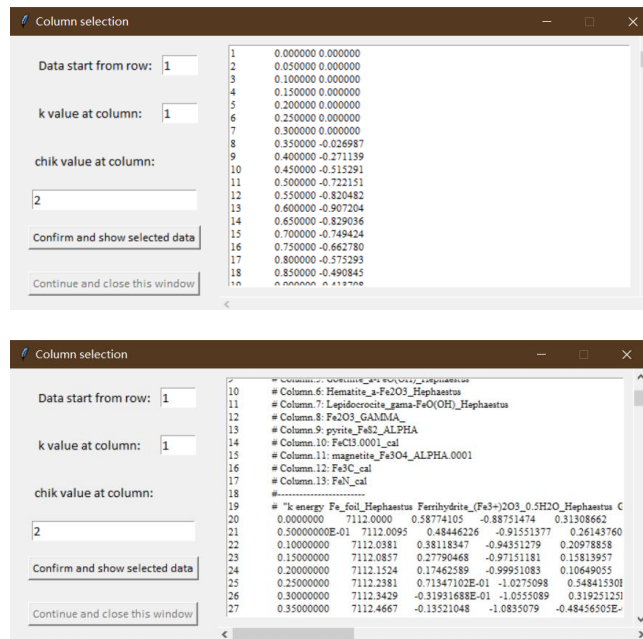 Column selection
Data start from row: 1
k value at column: 1
chik value at column:
2
Confirm and show selected data
Continue and close this window
1 0.000000 0.000000
2 0.050000 0.000000
3 0.100000 0.000000
4 0.150000 0.000000
5 0.200000 0.000000
6 0.250000 0.000000
7 0.300000 0.000000
8 0.350000 -0.026987
9 0.400000 -0.271139
10 0.450000 -0.515291
11 0.500000 -0.722151
12 0.550000 -0.820482
13 0.600000 -0.907204
14 0.650000 -0.829036
15 0.700000 -0.749424
16 0.750000 -0.662780
17 0.800000 -0.575293
18 0.850000 -0.490845
19 0.900000 -0.413708
Column selection
Data start from row: 1
k value at column: 1
chik value at column:
2
Confirm and show selected data
Continue and close this window
9 # Column.5: Goethite_a-FeO(OH)_Hephaestus
10 # Column.6: Hematite_a-Fe2O3_Hephaestus
11 # Column.7: Lepidocrocite_gama-FeO(OH)_Hephaestus
12 # Column.8: Fe2O3_GAMMA_
13 # Column.9: pyrite_FeS2_ALPHA
14 # Column.10: FeCl3.0001_cal
15 # Column.11: magnetite_Fe3O4_ALPHA.0001
16 # Column.12: Fe3C_cal
17 # Column.13: FeN_cal
18 #------------------------
19 # "k energy Fe_foil_Hephaestus Ferrihydrite_(Fe3+)2O3_0.5H2O_Hephaestus G
20 0.0000000 7112.0000 0.58774105 -0.88751474 0.31308662
21 0.50000000E-01 7112.0095 0.48446226 -0.91551377 0.26143760
22 0.10000000 7112.0381 0.38118347 -0.94351279 0.20978858
23 0.15000000 7112.0857 0.27790468 -0.97151181 0.15813957
24 0.20000000 7112.1524 0.17462589 -0.99951083 0.10649055
25 0.25000000 7112.2381 0.71347102E-01 -1.0275098 0.54841530E
26 0.30000000 7112.3429 -0.31931688E-01 -1.0555089 0.31925125E
27 0.35000000 7112.4667 -0.13521048 -1.0835079 -0.48456505E-